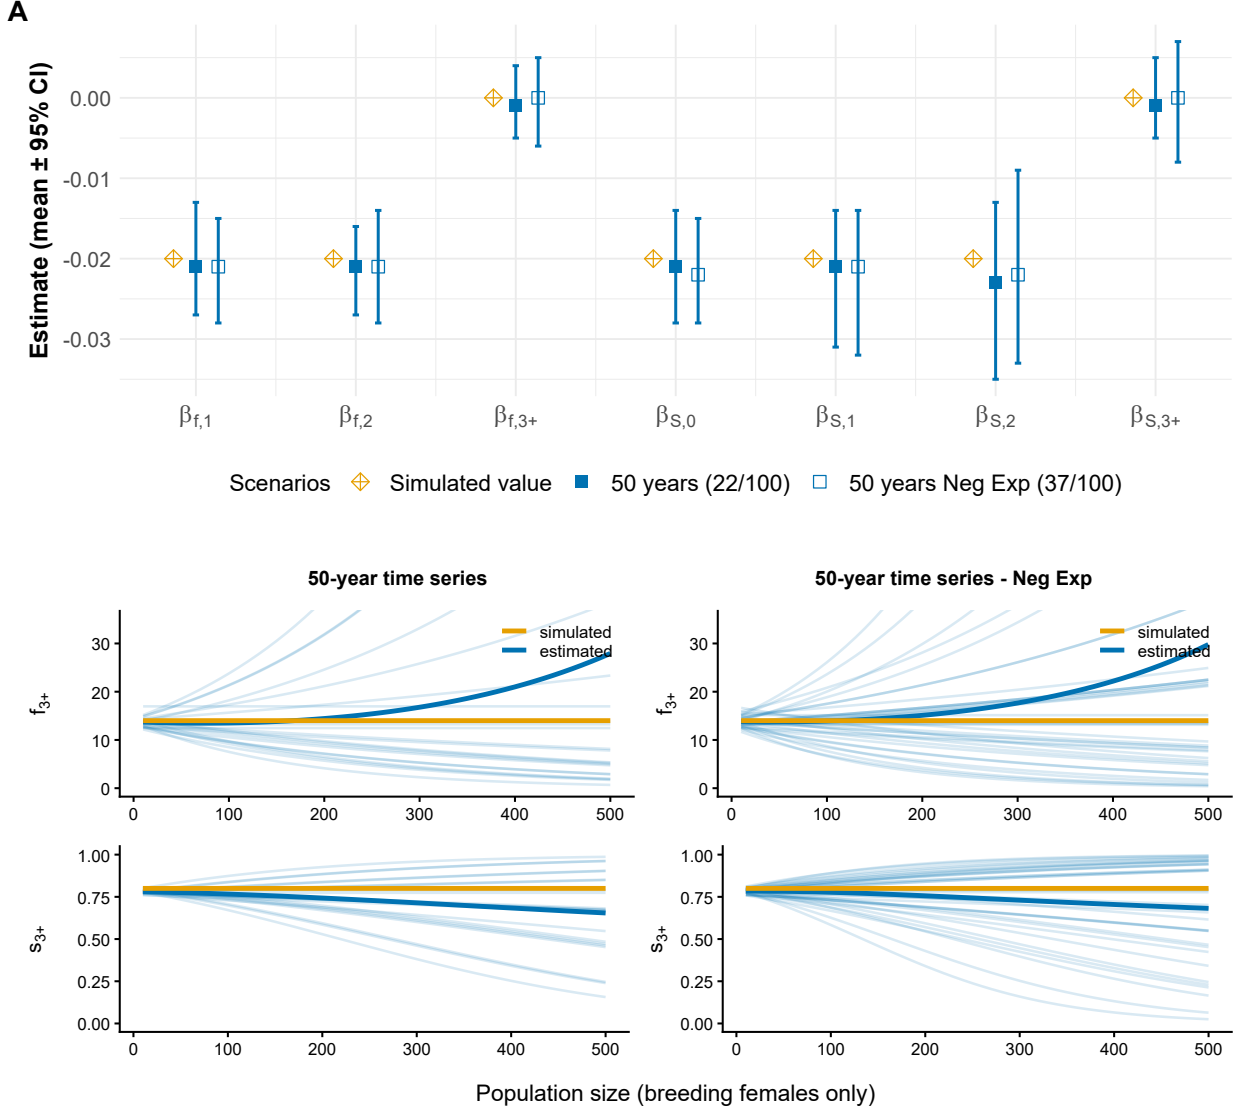 A
Estimate (mean ± 95% CI)
0.00
-0.01
-0.02
-0.03
βf,1 βf,2 βf,3+ βS,0 βS,1 βS,2 βS,3+
Scenarios Simulated value 50 years (22/100) 50 years Neg Exp (37/100)
50-year time series
f3+
30
20
10
0
simulated
estimated
0 100 200 300 400 500
50-year time series - Neg Exp
f3+
30
20
10
0
simulated
estimated
0 100 200 300 400 500
s3+
1.00
0.75
0.50
0.25
0.00
0 100 200 300 400 500
s3+
1.00
0.75
0.50
0.25
0.00
0 100 200 300 400 500
Population size (breeding females only)